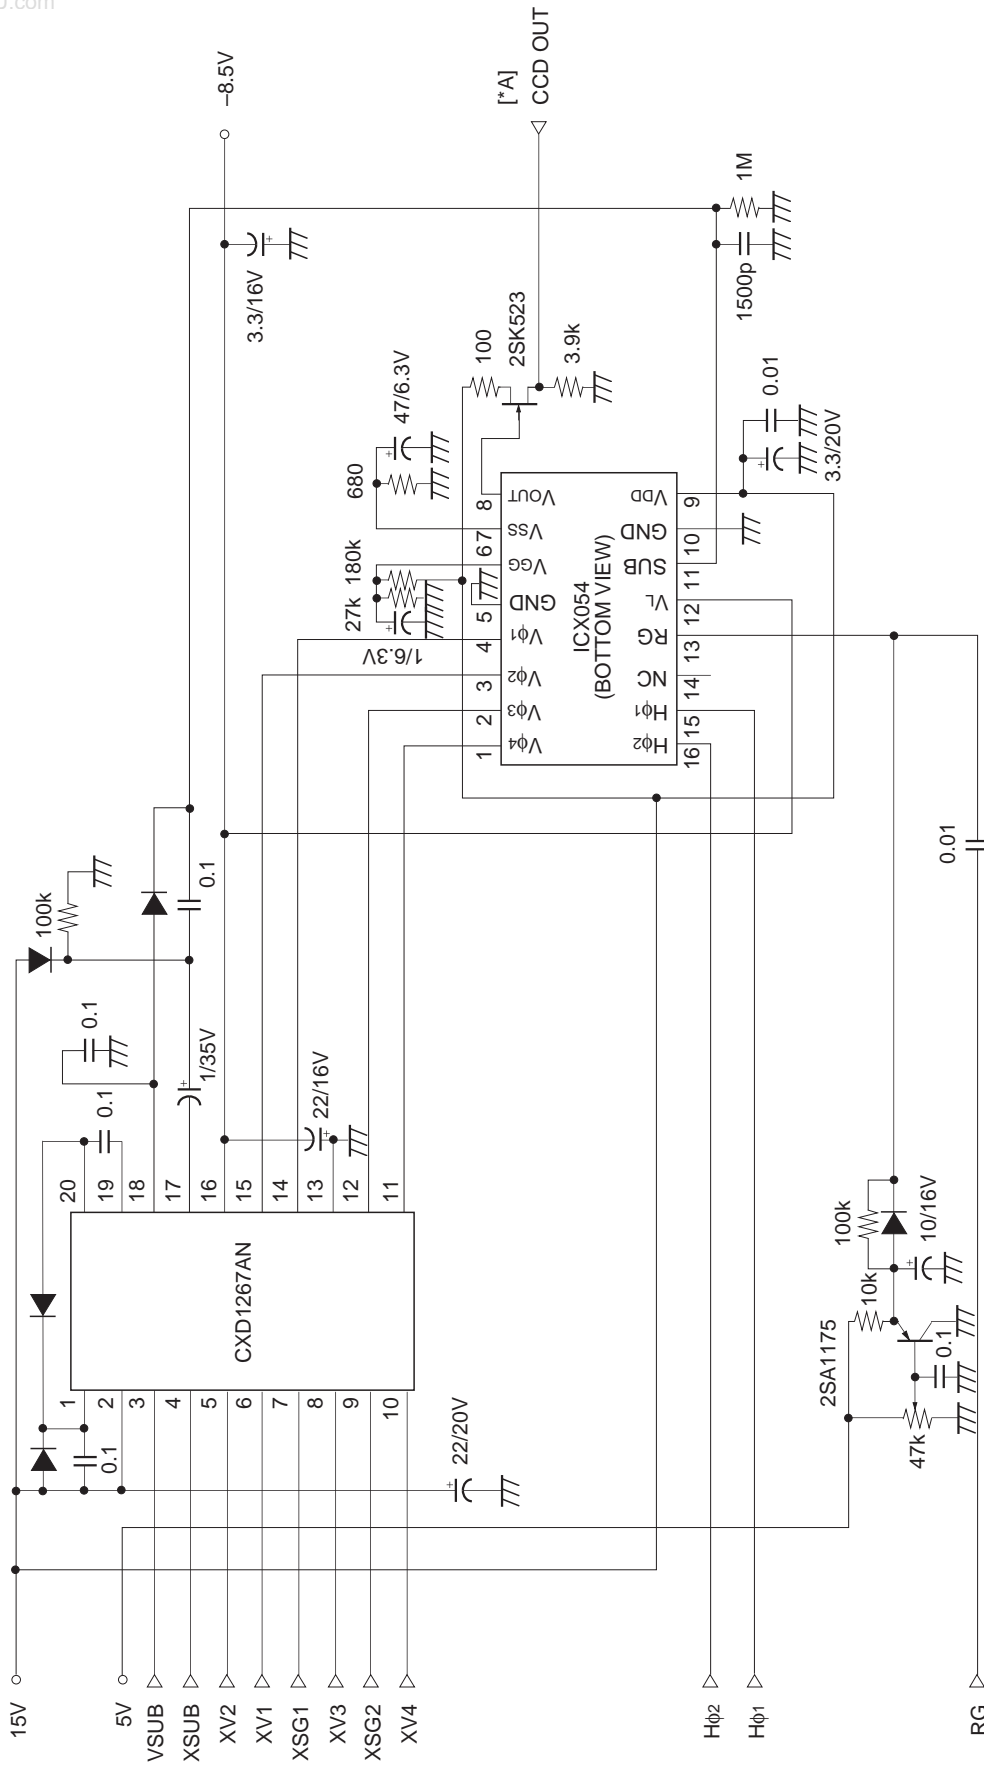 15V
5V
VSUB
XSUB
XV2
XV1
XSG1
XV3
XSG2
XV4
Hφ2
Hφ1
RG
22/20V
0.1
1
2
3
4
5
6
7
8
9
10
CXD1267AN
20
19
18
17
16
15
14
13
12
11
0.1
0.1
1/35V
22/16V
100k
0.1
3.3/16V
–8.5V
47k
0.1
2SA1175
10k
100k
10/16V
0.01
1/6.3V
27k
180k
680
47/6.3V
100
2SK523
3.9k
[*A]
CCD OUT
ICX054
(BOTTOM VIEW)
1
2
3
4
5
6
7
8
Vφ4
Vφ3
Vφ2
Vφ1
GND
VGG
VSS
VOUT
Hφ2
Hφ1
NC
RG
VL
SUB
GND
VDD
16
15
14
13
12
11
10
9
3.3/20V
0.01
1500p
1M